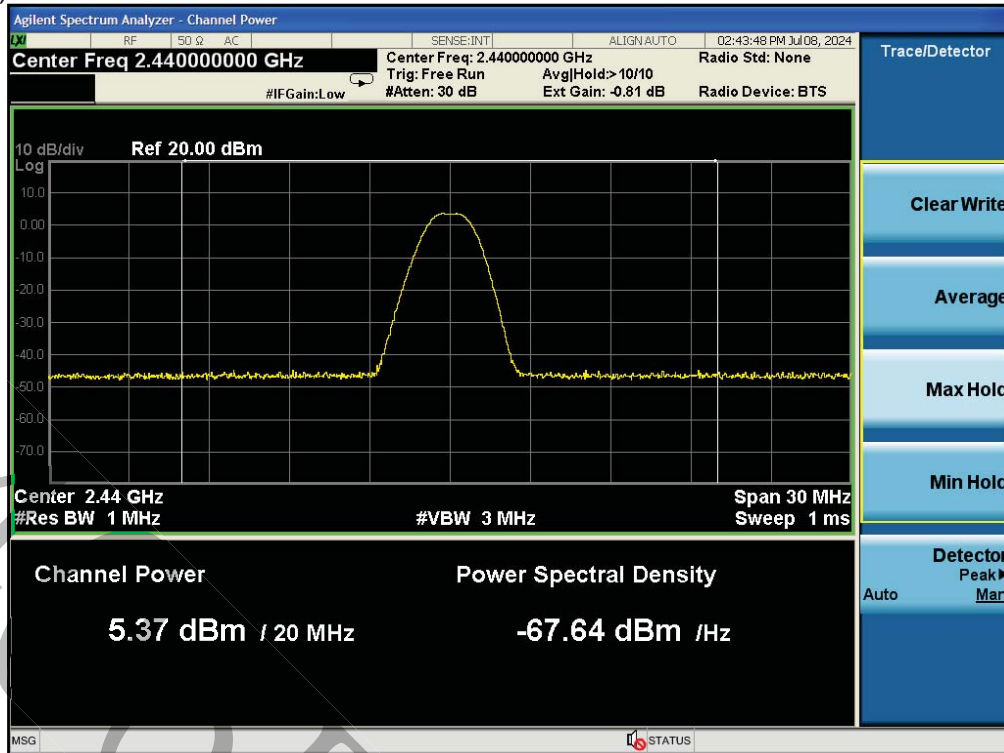 Agilent Spectrum Analyzer - Channel Power
LXI RF 50 Ω AC SENSE:INT ALIGN AUTO 02:43:48 PM Jul 08, 2024
Center Freq 2.440000000 GHz
Center Freq: 2.440000000 GHz Radio Std: None
Trig: Free Run Avg|Hold:>10/10
#IFGain:Low #Atten: 30 dB Ext Gain: -0.81 dB Radio Device: BTS
10 dB/div Ref 20.00 dBm
Log
10.0
0.00
-10.0
-20.0
-30.0
-40.0
-50.0
-60.0
-70.0
Center 2.44 GHz Span 30 MHz
#Res BW 1 MHz #VBW 3 MHz Sweep 1 ms
Channel Power Power Spectral Density
5.37 dBm / 20 MHz -67.64 dBm /Hz
MSG STATUS
Trace/Detector
Clear Write
Average
Max Hold
Min Hold
Detector
Peak
Auto Man